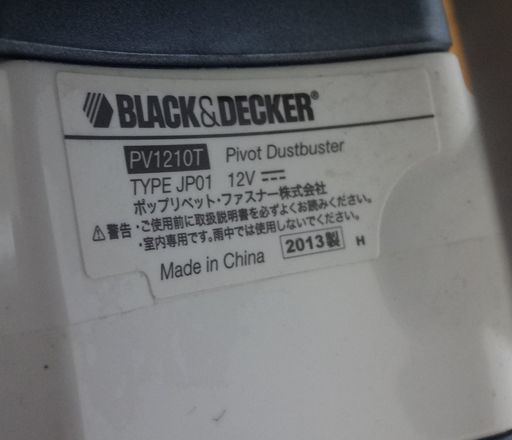 BLACK&DECKER®
PV1210T Pivot Dustbuster
TYPE JP01 12V ⎓
ポップリベット・ファスナー株式会社
⚠警告・ご使用前に取扱説明書を必ずよくお読みください。
・室内専用です。雨中では使用しないでください。
Made in China 2013製 H